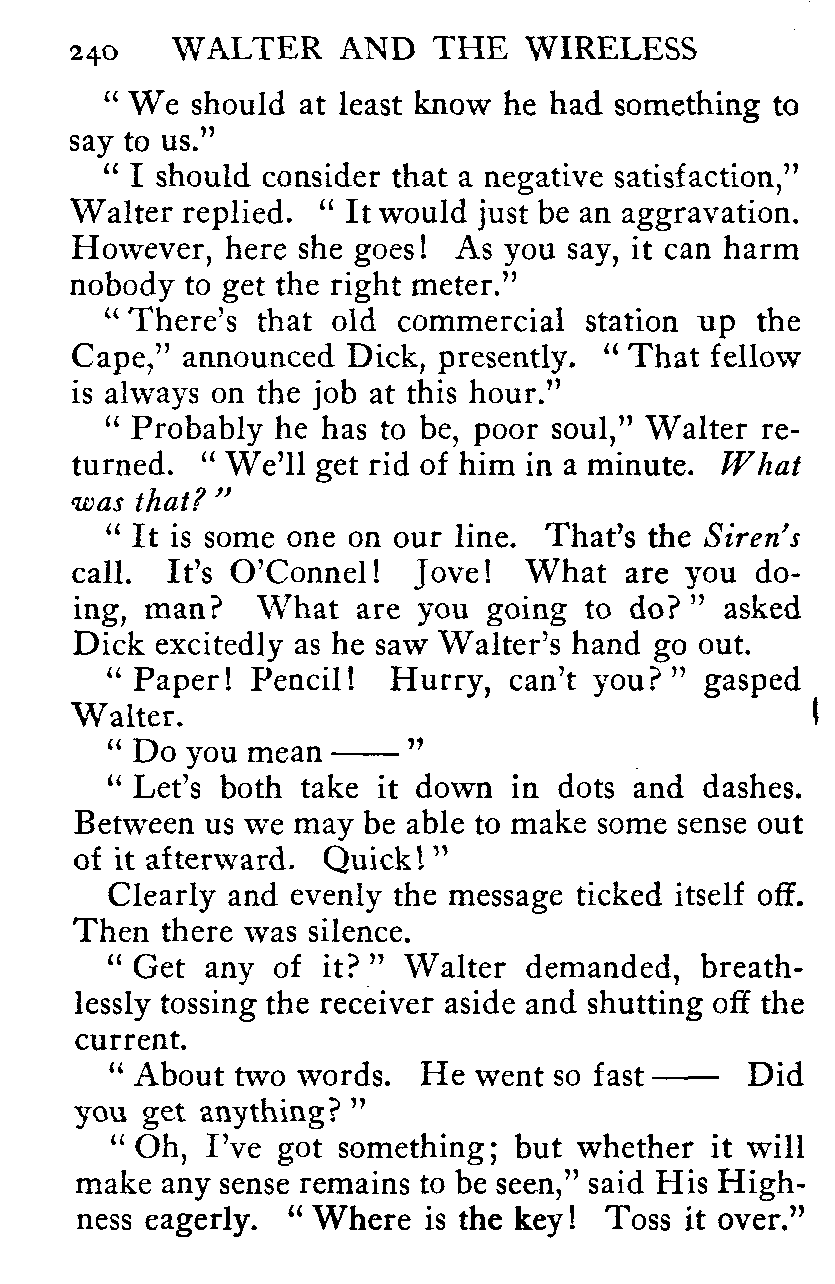 240 WALTER AND THE WIRELESS
“ We should at least know he had something to
say to us.”
“ I should consider that a negative satisfaction,”
Walter replied. “ It would just be an aggravation.
However, here she goes! As you say, it can harm
nobody to get the right meter.”
“ There’s that old commercial station up the
Cape,” announced Dick, presently. “ That fellow
is always on the job at this hour.”
“ Probably he has to be, poor soul,” Walter re-
turned. “ We’ll get rid of him in a minute. What
was that? ”
“ It is some one on our line. That’s the Siren’s
call. It’s O’Connel! Jove! What are you do-
ing, man? What are you going to do? ” asked
Dick excitedly as he saw Walter’s hand go out.
“ Paper! Pencil! Hurry, can’t you? ” gasped
Walter.
“ Do you mean —— ”
“ Let’s both take it down in dots and dashes.
Between us we may be able to make some sense out
of it afterward. Quick! ”
Clearly and evenly the message ticked itself off.
Then there was silence.
“ Get any of it? ” Walter demanded, breath-
lessly tossing the receiver aside and shutting off the
current.
“ About two words. He went so fast —— Did
you get anything? ”
“ Oh, I’ve got something; but whether it will
make any sense remains to be seen,” said His High-
ness eagerly. “ Where is the key! Toss it over.”